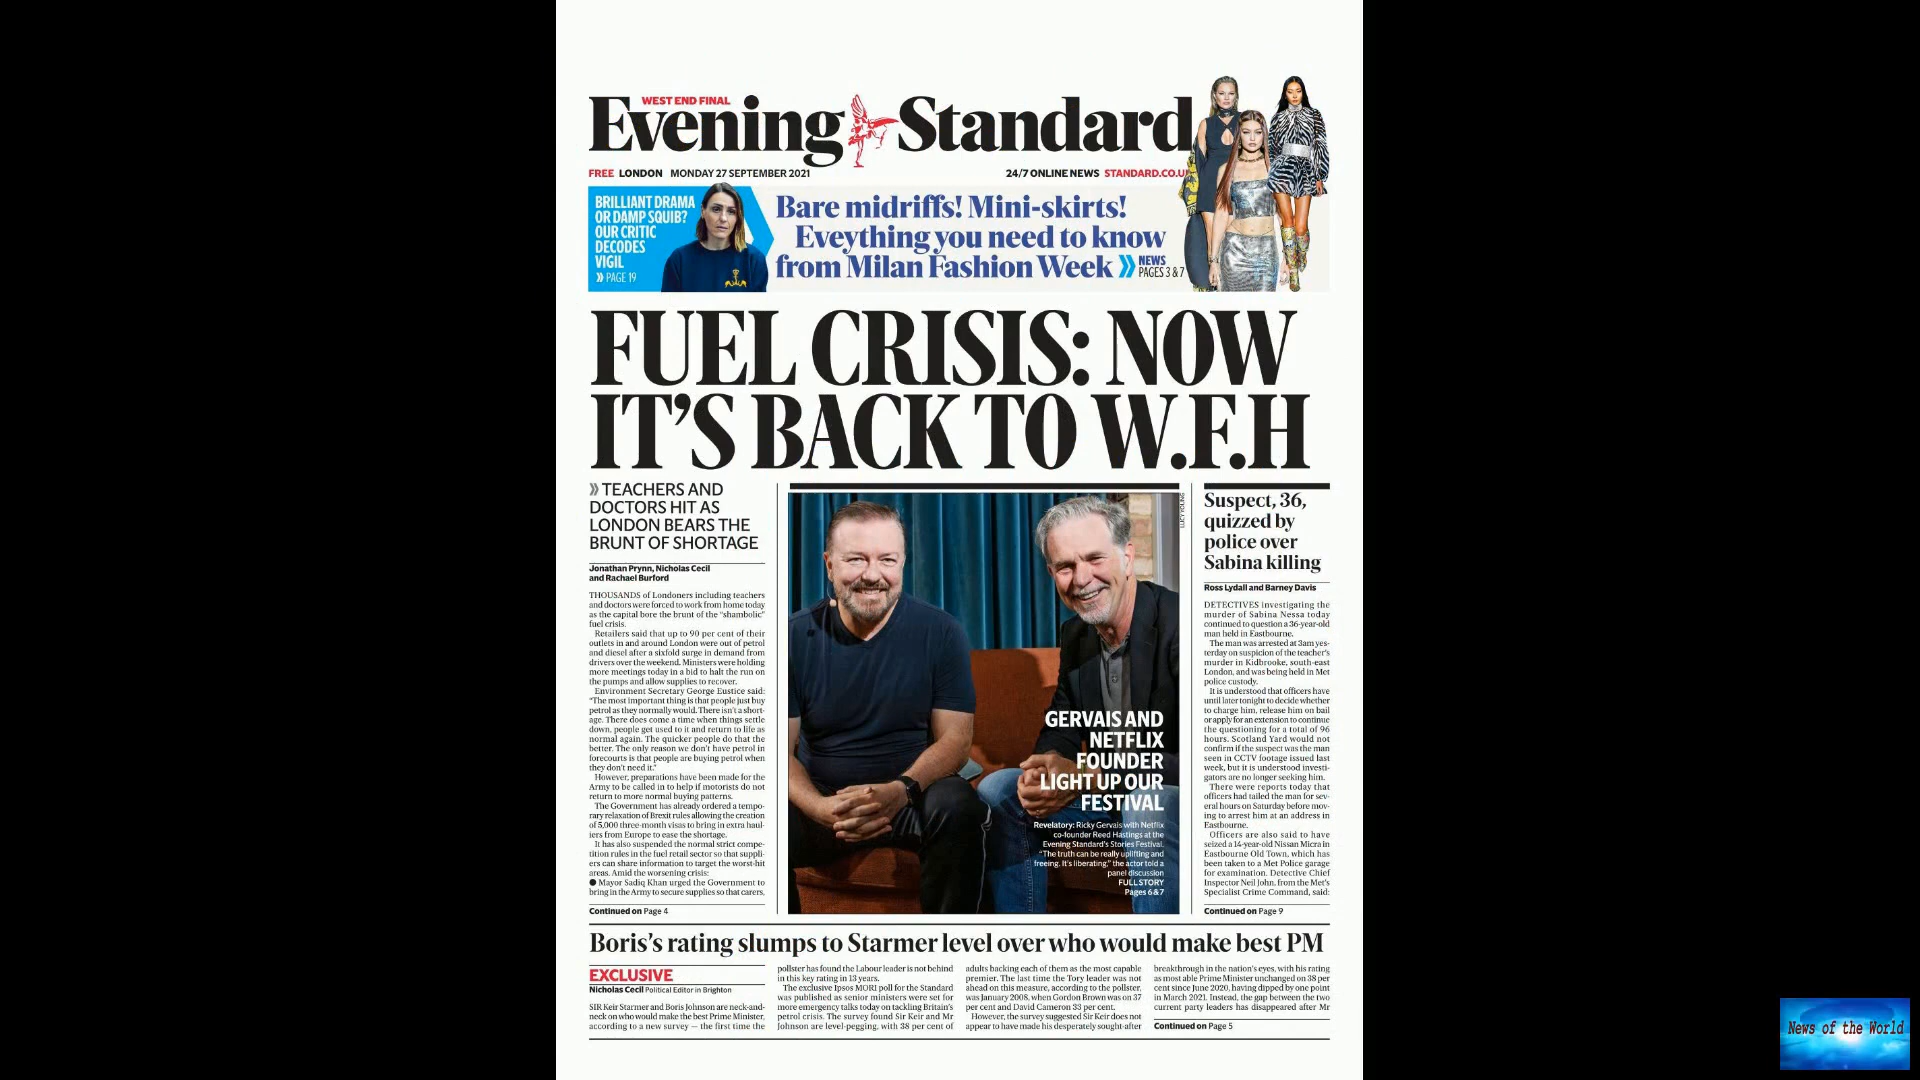 WEST END FINAL
Evening Standard
FREE LONDON MONDAY 27 SEPTEMBER 2021
24/7 ONLINE NEWS STANDARD.CO.U
BRILLIANT DRAMA
OR DAMP SQUIB?
OUR CRITIC
DECODES
VIGIL
» PAGE 19
Bare midriffs! Mini-skirts!
Eveything you need to know
from Milan Fashion Week » NEWS
PAGES 3 & 7
FUEL CRISIS: NOW
IT'S BACK TO W.F.H
» TEACHERS AND
DOCTORS HIT AS
LONDON BEARS THE
BRUNT OF SHORTAGE
Jonathan Prynn, Nicholas Cecil
and Rachael Burford
THOUSANDS of Londoners including teachers
and doctors were forced to work from home today
as the capital bore the brunt of the "shambolic"
fuel crisis.
Retailers said that up to 90 per cent of their
outlets in and around London were out of petrol
and diesel after a sixfold surge in demand from
drivers over the weekend. Ministers were holding
more meetings today in a bid to halt the run on
the pumps and allow supplies to recover.
Environment Secretary George Eustice said:
"The most important thing is that people just buy
petrol as they normally would. There isn't a short-
age. There does come a time when things settle
down, people get used to it and return to life as
normal again. The quicker people do that the
better. The only reason we don't have petrol in
forecourts is that people are buying petrol when
they don't need it."
However, preparations have been made for the
Army to be called in to help if motorists do not
return to more normal buying patterns.
The Government has already ordered a tempo-
rary relaxation of Brexit rules allowing the creation
of 5,000 three-month visas to bring in extra haul-
iers from Europe to ease the shortage.
It has also suspended the normal strict compe-
tition rules in the fuel retail sector so that suppli-
ers can share information to target the worst-hit
areas. Amid the worsening crisis:
● Mayor Sadiq Khan urged the Government to
bring in the Army to secure supplies so that carers,
Continued on Page 4
LUCY YOUNG
GERVAIS AND
NETFLIX
FOUNDER
LIGHT UP OUR
FESTIVAL
Revelatory: Ricky Gervais with Netflix
co-founder Reed Hastings at the
Evening Standard's Stories Festival.
"The truth can be really uplifting and
freeing. It's liberating," the actor told a
panel discussion
FULL STORY
Pages 6 & 7
Suspect, 36,
quizzed by
police over
Sabina killing
Ross Lydall and Barney Davis
DETECTIVES investigating the
murder of Sabina Nessa today
continued to question a 36-year-old
man held in Eastbourne.
The man was arrested at 3am yes-
terday on suspicion of the teacher's
murder in Kidbrooke, south-east
London, and was being held in Met
police custody.
It is understood that officers have
until later tonight to decide whether
to charge him, release him on bail
or apply for an extension to continue
the questioning for a total of 96
hours. Scotland Yard would not
confirm if the suspect was the man
seen in CCTV footage issued last
week, but it is understood investi-
gators are no longer seeking him.
There were reports today that
officers had tailed the man for sev-
eral hours on Saturday before mov-
ing to arrest him at an address in
Eastbourne.
Officers are also said to have
seized a 14-year-old Nissan Micra in
Eastbourne Old Town, which has
been taken to a Met Police garage
for examination. Detective Chief
Inspector Neil John, from the Met's
Specialist Crime Command, said:
Continued on Page 9
Boris's rating slumps to Starmer level over who would make best PM
EXCLUSIVE
Nicholas Cecil Political Editor in Brighton
SIR Keir Starmer and Boris Johnson are neck-and-
neck on who would make the best Prime Minister,
according to a new survey — the first time the
pollster has found the Labour leader is not behind
in this key rating in 13 years.
The exclusive Ipsos MORI poll for the Standard
was published as senior ministers were set for
more emergency talks today on tackling Britain's
petrol crisis. The survey found Sir Keir and Mr
Johnson are level-pegging, with 38 per cent of
adults backing each of them as the most capable
premier. The last time the Tory leader was not
ahead on this measure, according to the pollster,
was January 2008, when Gordon Brown was on 37
per cent and David Cameron 33 per cent.
However, the survey suggested Sir Keir does not
appear to have made his desperately sought-after
breakthrough in the nation's eyes, with his rating
as most able Prime Minister unchanged on 38 per
cent since June 2020, having dipped by one point
in March 2021. Instead, the gap between the two
current party leaders has disappeared after Mr
Continued on Page 5
News of the World